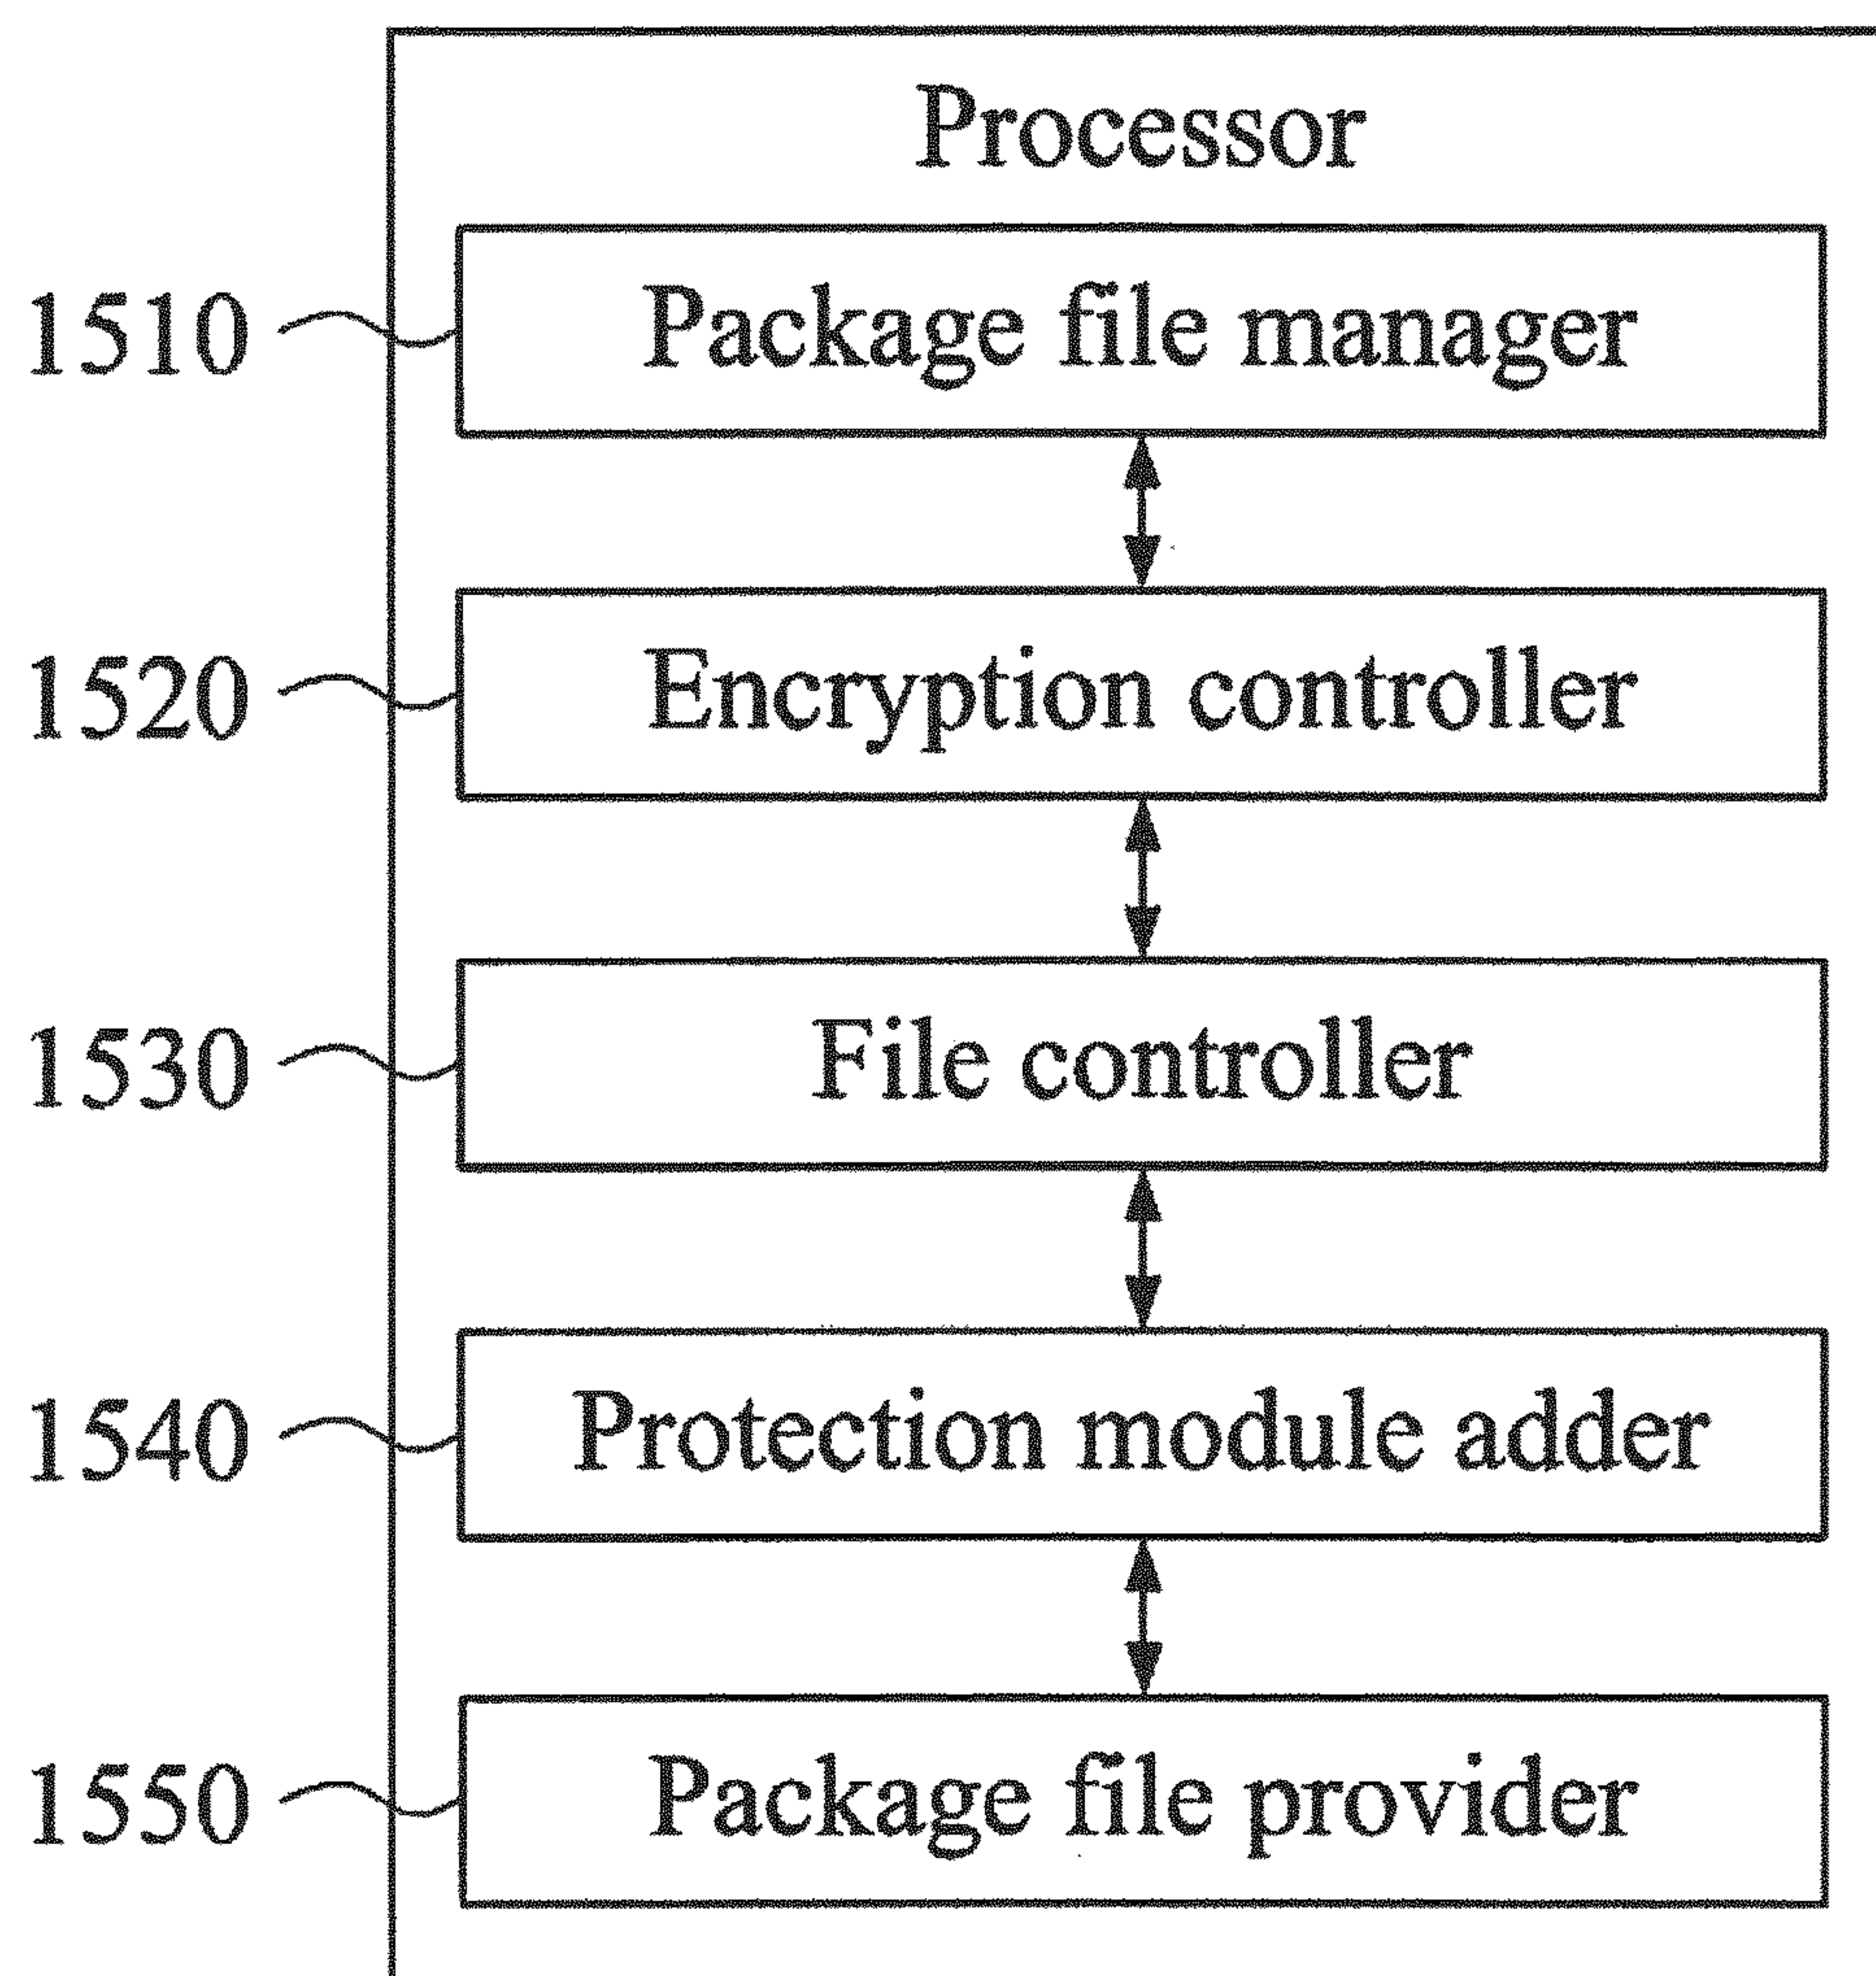 Processor
1510 Package file manager
1520 Encryption controller
1530 File controller
1540 Protection module adder
1550 Package file provider